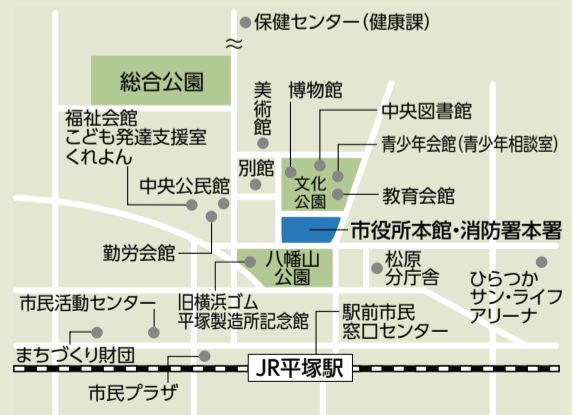 保健センター(健康課)
総合公園
美術館
博物館
中央図書館
福祉会館
こども発達支援室
くれよん
青少年会館(青少年相談室)
別館
文化
公園
中央公民館
教育会館
市役所本館・消防署本署
勤労会館
八幡山
公園
松原
分庁舎
ひらつか
サン・ライフ
アリーナ
市民活動センター
旧横浜ゴム
平塚製造所記念館
駅前市民
窓口センター
まちづくり財団
JR平塚駅
市民プラザ